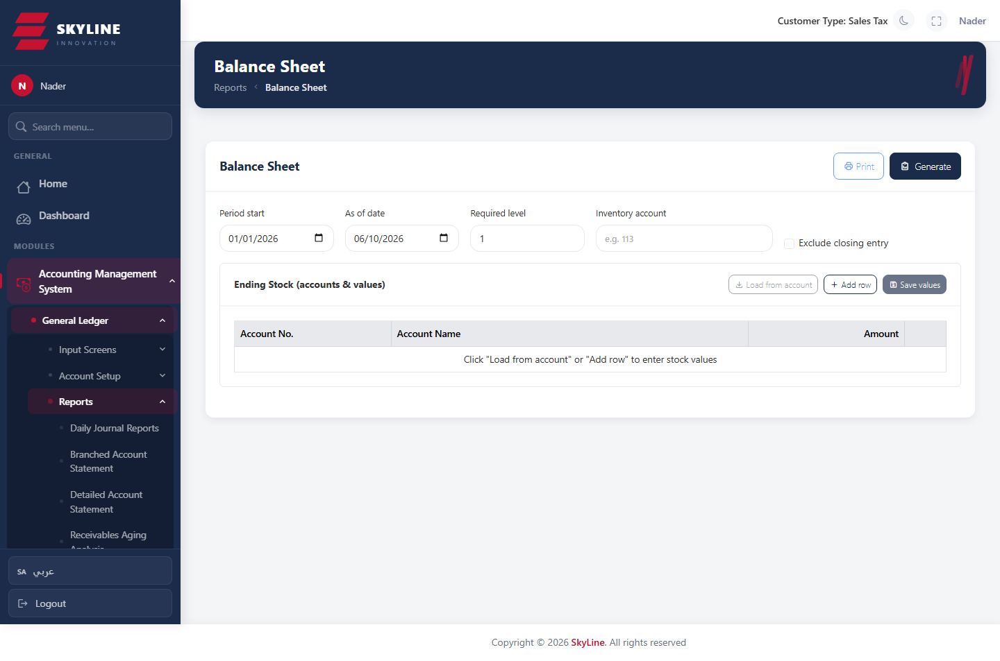 SKYLINE
INNOVATION
N Nader
Search menu...
GENERAL
Home
Dashboard
MODULES
Accounting Management
System
General Ledger
Input Screens
Account Setup
Reports
Daily Journal Reports
Branched Account
Statement
Detailed Account
Statement
Receivables Aging
Analysis
SA عربي
Logout
Customer Type: Sales Tax
Nader
Balance Sheet
Reports
Balance Sheet
Balance Sheet
Print
Generate
Period start
As of date
Required level
Inventory account
01/01/2026
06/10/2026
1
e.g. 113
Exclude closing entry
Ending Stock (accounts & values)
Load from account
+ Add row
Save values
Account No.
Account Name
Amount
Click "Load from account" or "Add row" to enter stock values
Copyright © 2026 SkyLine. All rights reserved